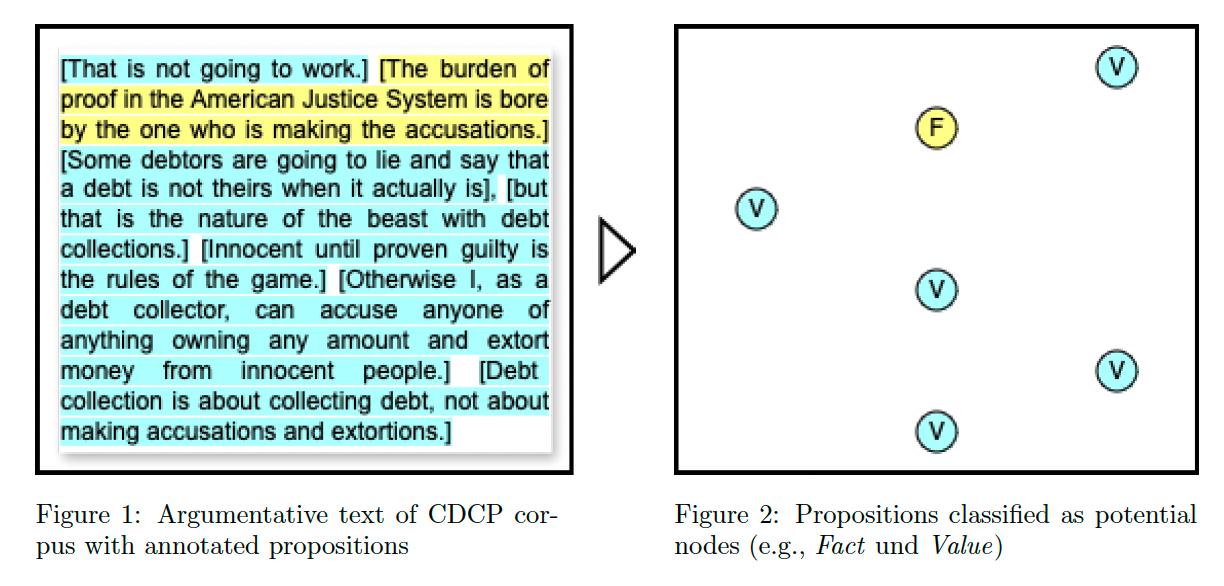 [That is not going to work.] [The burden of
proof in the American Justice System is bore
by the one who is making the accusations.]
[Some debtors are going to lie and say that
a debt is not theirs when it actually is], [but
that is the nature of the beast with debt
collections.] [Innocent until proven guilty is
the rules of the game.] [Otherwise I, as a
debt collector, can accuse anyone of
anything owning any amount and extort
money from innocent people.] [Debt
collection is about collecting debt, not about
making accusations and extortions.]
V
F
V
V
V
V
Figure 1: Argumentative text of CDCP cor-
pus with annotated propositions
Figure 2: Propositions classified as potential
nodes (e.g., Fact und Value)